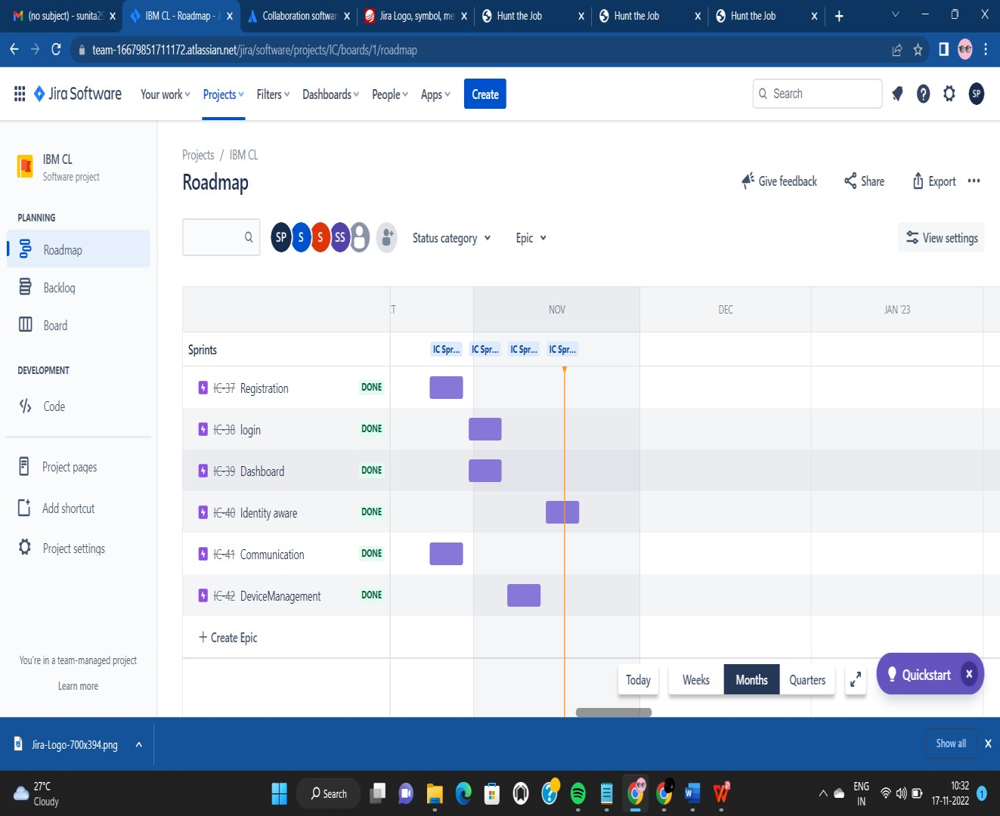 (no subject) - sunita25
IBM CL - Roadmap - J
Collaboration softwar
Jira Logo, symbol, me
Hunt the Job
Hunt the Job
Hunt the Job
team-16679851711172.atlassian.net/jira/software/projects/IC/boards/1/roadmap
Jira Software
Your work
Projects
Filters
Dashboards
People
Apps
Create
Search
SP
IBM CL
Software project
PLANNING
Roadmap
Backlog
Board
DEVELOPMENT
Code
Project pages
Add shortcut
Project settings
You're in a team-managed project
Learn more
Projects / IBM CL
Roadmap
Give feedback
Share
Export
SP S S SS
Status category
Epic
View settings
NOV DEC JAN '23
Sprints IC Spr... IC Spr... IC Spr... IC Spr...
IC-37 Registration DONE
IC-38 login DONE
IC-39 Dashboard DONE
IC-40 Identity aware DONE
IC-41 Communication DONE
IC-42 DeviceManagement DONE
+ Create Epic
Today
Weeks
Months
Quarters
Quickstart
Jira-Logo-700x394.png
Show all
27°C
Cloudy
Search
ENG
IN
10:32
17-11-2022
1